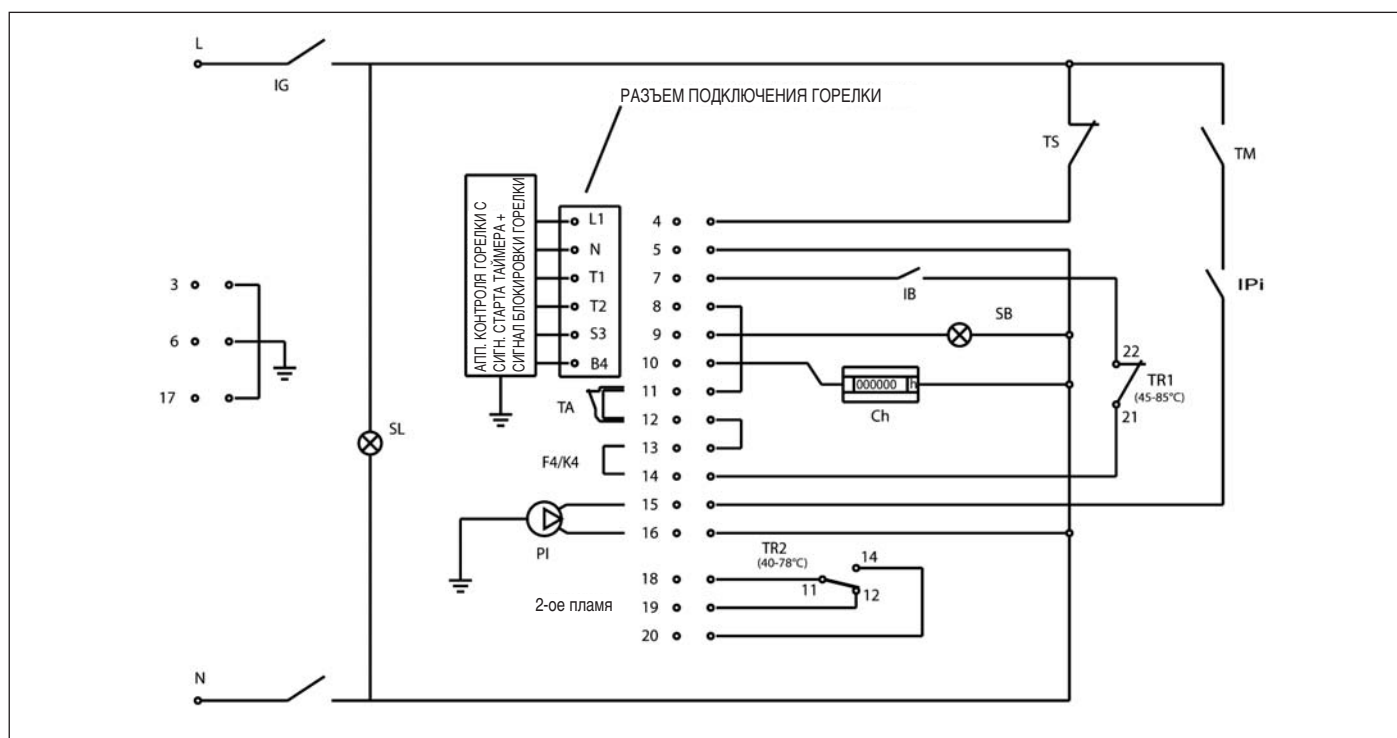 L
IG
РАЗЪЕМ ПОДКЛЮЧЕНИЯ ГОРЕЛКИ
TS
TM
АПП. КОНТРОЛЯ ГОРЕЛКИ С
СИГН. СТАРТА ТАЙМЕРА +
СИГНАЛ БЛОКИРОВКИ ГОРЕЛКИ
L1
N
T1
T2
S3
B4
4
5
7
8
9
10
11
12
13
14
15
16
18
19
20
3
6
17
IB
IPi
SB
22
TR1
(45-85°C)
21
000000 h
Ch
TA
SL
F4/K4
PI
TR2
(40-78°C)
14
11
12
2-ое пламя
N